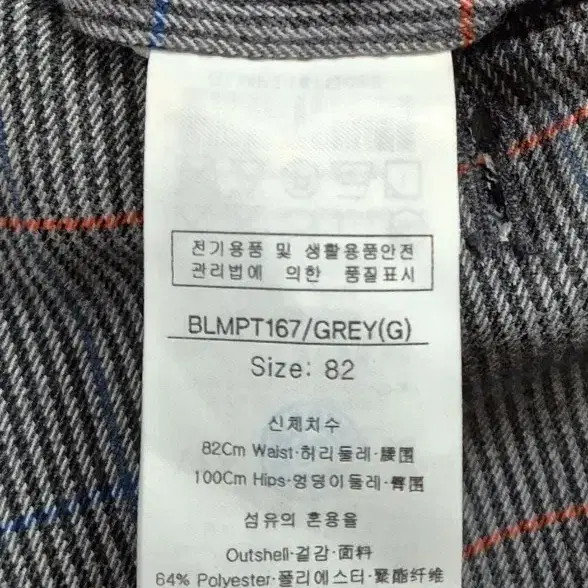 전기용품 및 생활용품안전
관리법에 의한 품질표시
BLMPT167/GREY(G)
Size: 82
신체치수
82Cm Waist·허리둘레·腰围
100Cm Hips·엉덩이둘레·臀围
섬유의 혼용율
Outshell·겉감·面料
64% Polyester·폴리에스터·聚酯纤维